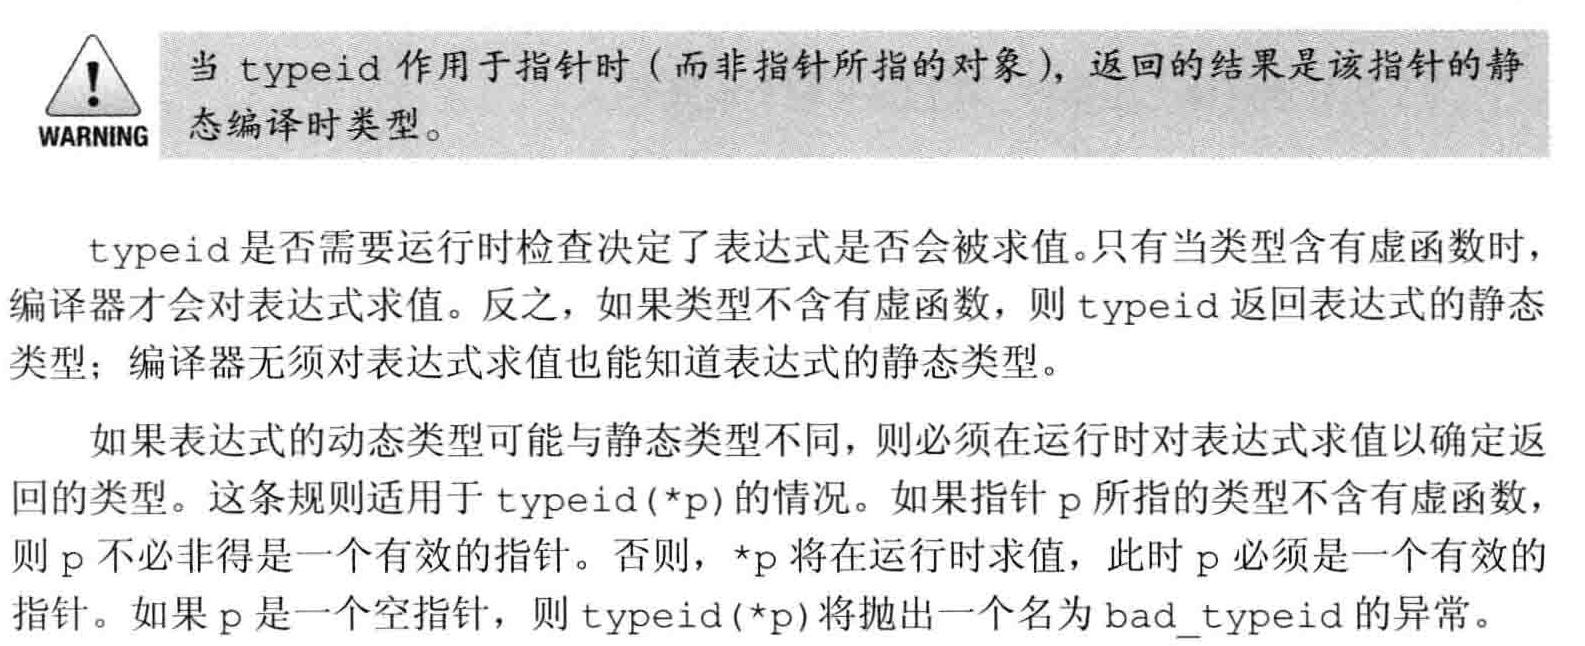 当 typeid 作用于指针时（而非指针所指的对象），返回的结果是该指针的静
态编译时类型。
WARNING
typeid 是否需要运行时检查决定了表达式是否会被求值。只有当类型含有虚函数时，
编译器才会对表达式求值。反之，如果类型不含有虚函数，则 typeid 返回表达式的静态
类型；编译器无须对表达式求值也能知道表达式的静态类型。
如果表达式的动态类型可能与静态类型不同，则必须在运行时对表达式求值以确定返
回的类型。这条规则适用于 typeid(*p)的情况。如果指针 p 所指的类型不含有虚函数，
则 p 不必非得是一个有效的指针。否则，*p 将在运行时求值，此时 p 必须是一个有效的
指针。如果 p 是一个空指针，则 typeid(*p)将抛出一个名为 bad_typeid 的异常。